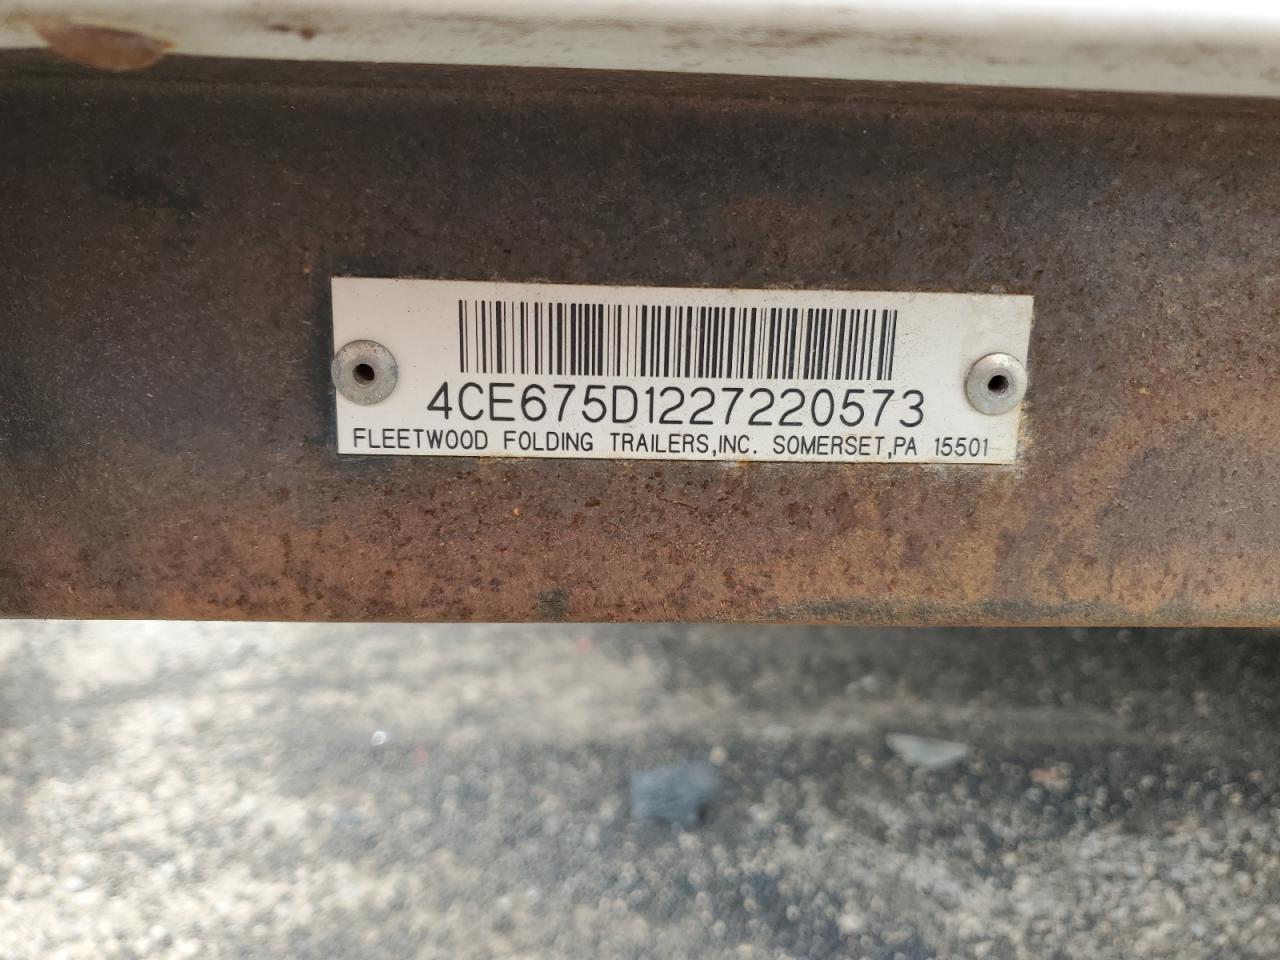 4CE675D1227220573
FLEETWOOD FOLDING TRAILERS,INC. SOMERSET,PA 15501